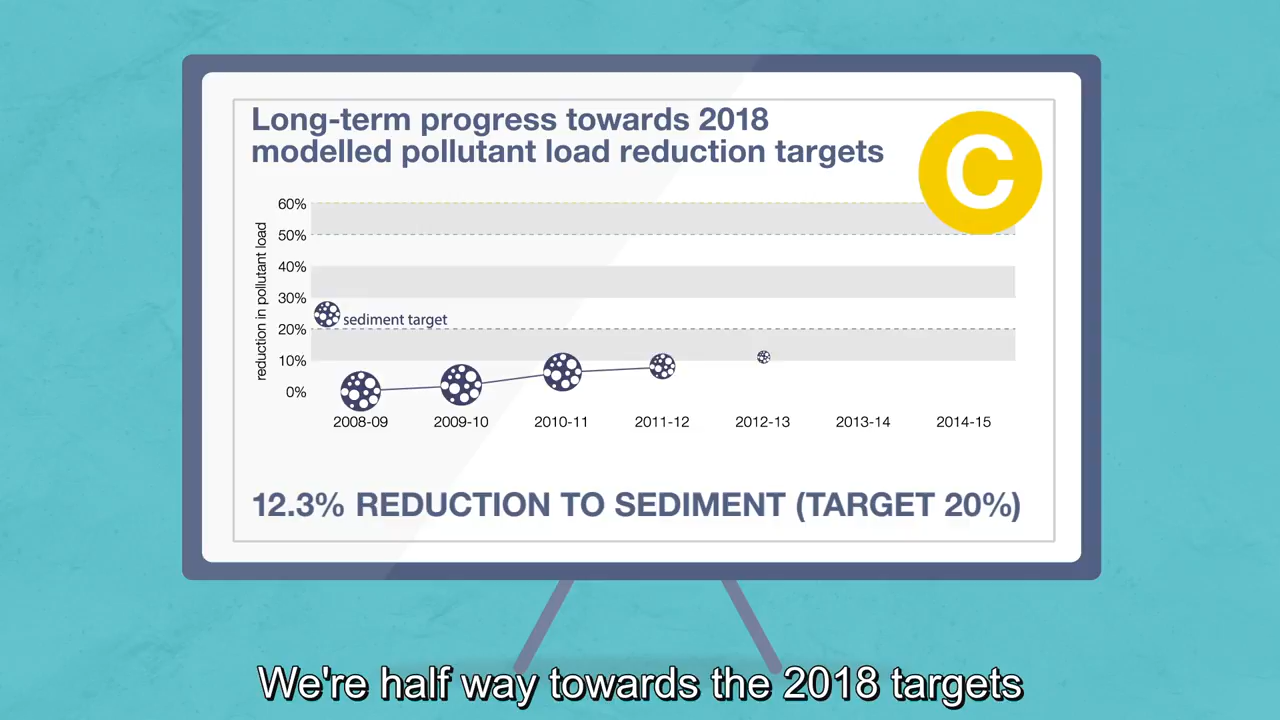 Long-term progress towards 2018
modelled pollutant load reduction targets
C
reduction in pollutant load
60%
50%
40%
30%
20%
10%
0%
sediment target
2008-09 2009-10 2010-11 2011-12 2012-13 2013-14 2014-15
12.3% REDUCTION TO SEDIMENT (TARGET 20%)
We're half way towards the 2018 targets